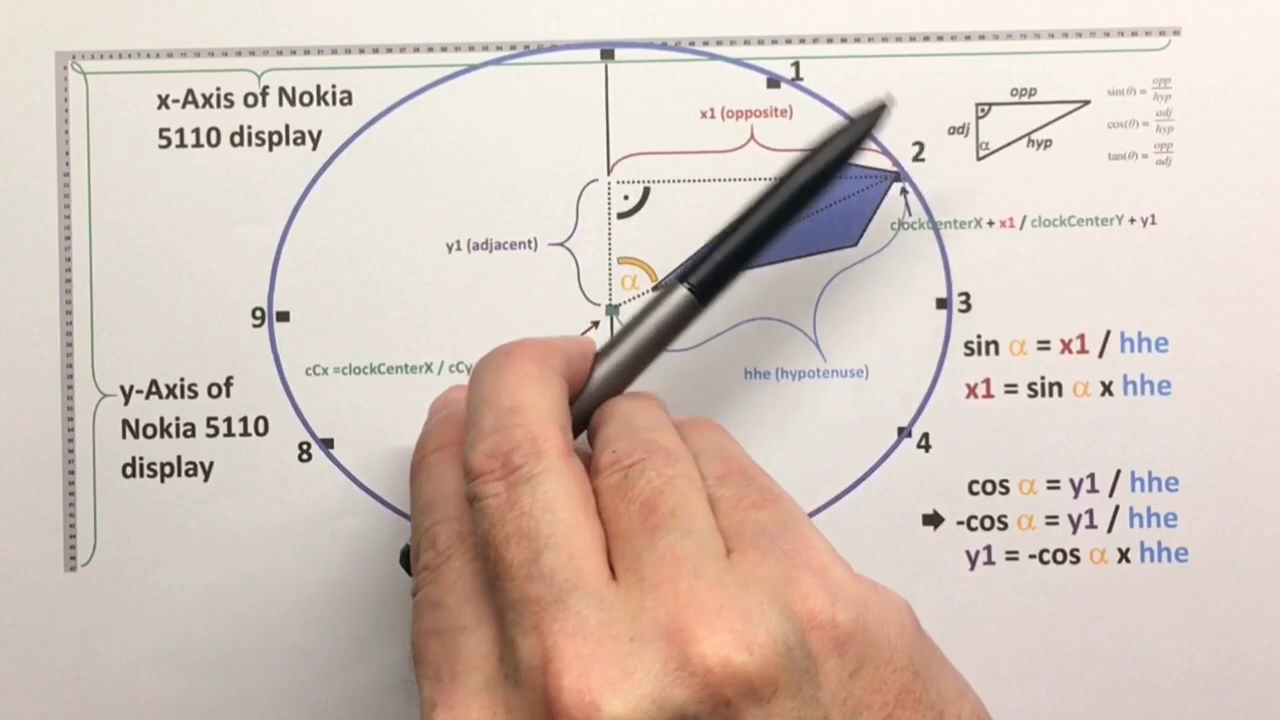 x-Axis of Nokia
5110 display
1
x1 (opposite)
2
opp
adj
α
hyp
sin(θ) = opp/hyp
cos(θ) = adj/hyp
tan(θ) = opp/adj
clockCenterX + x1 / clockCenterY + y1
y1 (adjacent)
α
9
3
cCx =clockCenterX / cCy
hhe (hypotenuse)
sin α = x1 / hhe
x1 = sin α x hhe
y-Axis of
Nokia 5110
display
8
4
cos α = y1 / hhe
-cos α = y1 / hhe
y1 = -cos α x hhe